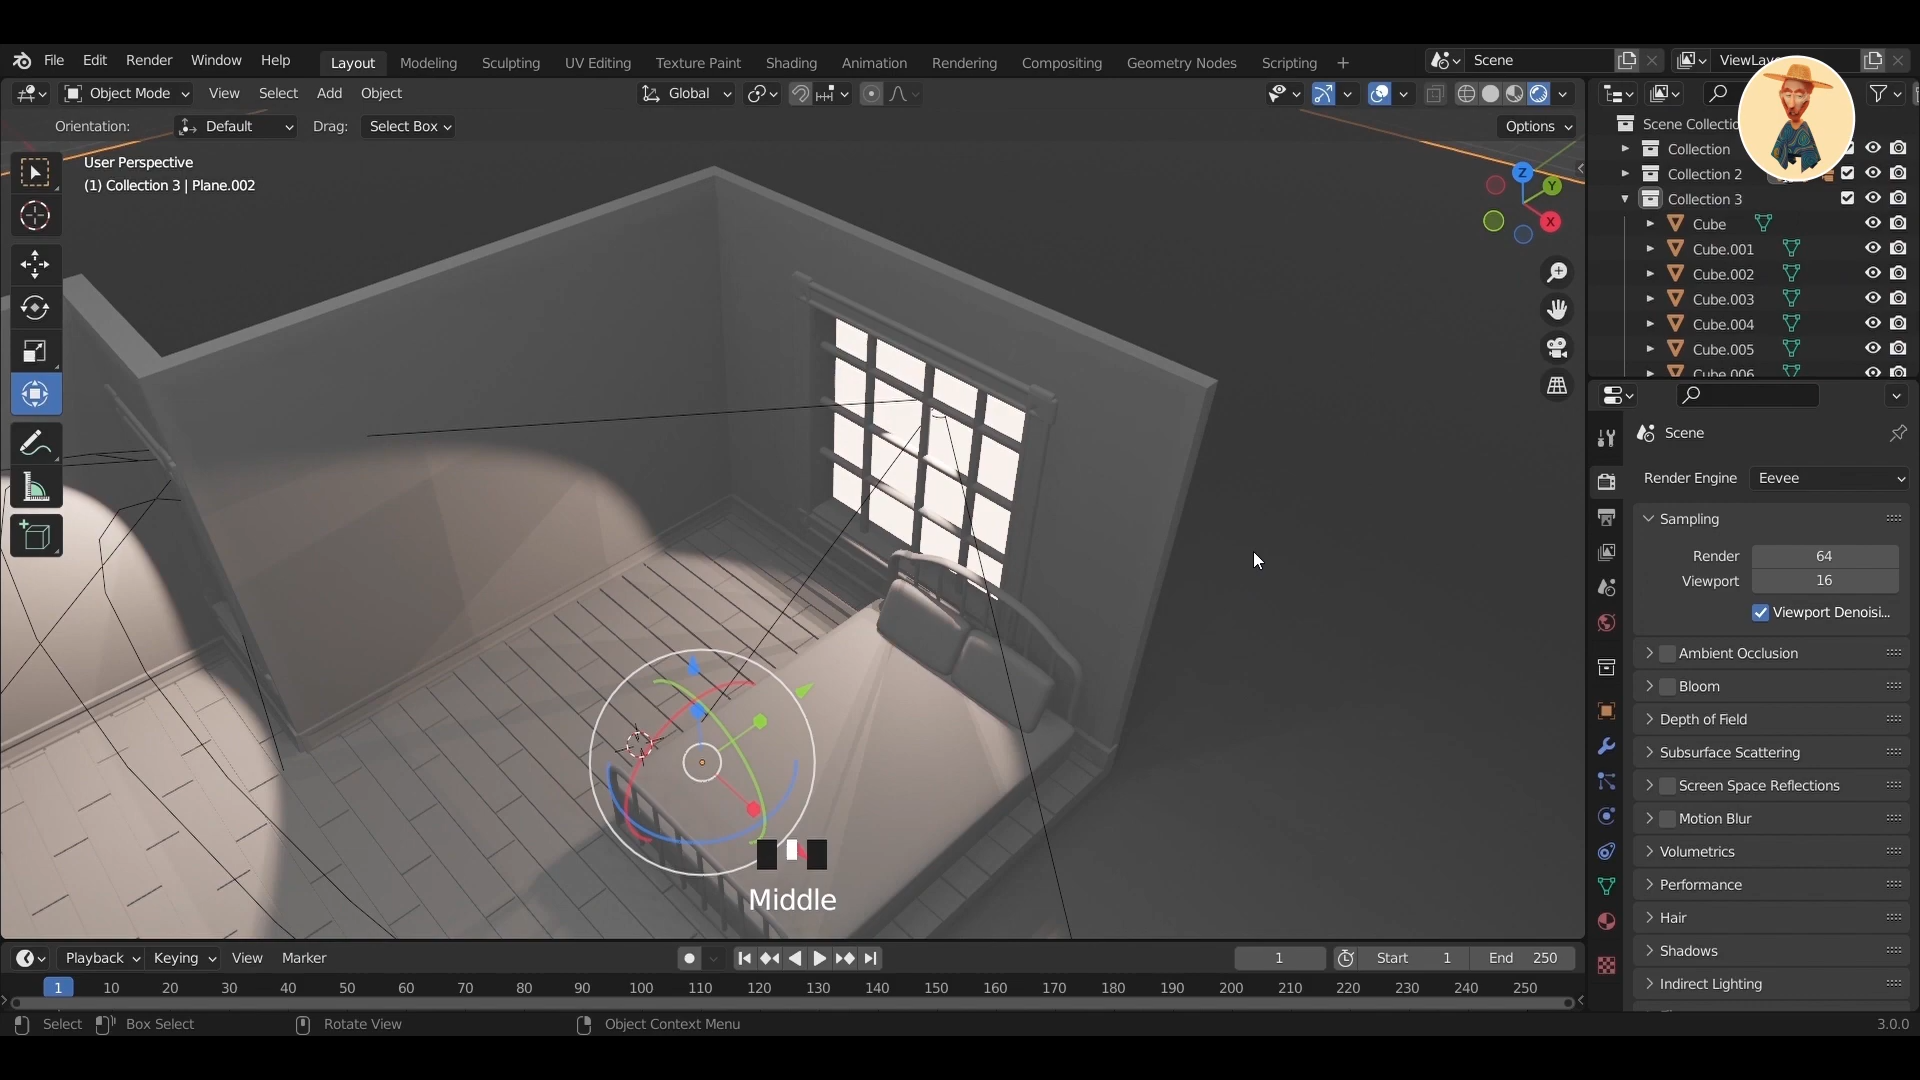 File Edit Render Window Help Layout Modeling Sculpting UV Editing Texture Paint Shading Animation Rendering Compositing Geometry Nodes Scripting + Scene
Object Mode View Select Add Object Global
Orientation: Default Drag: Select Box Options
User Perspective
(1) Collection 3 | Plane.002
Z
Y
X
Collection
Collection 2
Collection 3
Cube
Cube.001
Cube.002
Cube.003
Cube.004
Cube.005
Cube.006
Scene
Render Engine Eevee
Sampling
Render 64
Viewport 16
Viewport Denoisi...
Ambient Occlusion
Bloom
Depth of Field
Subsurface Scattering
Screen Space Reflections
Motion Blur
Volumetrics
Performance
Hair
Shadows
Indirect Lighting
Middle
Playback Keying View Marker 1 Start 1 End 250
1 10 20 30 40 50 60 70 80 90 100 110 120 130 140 150 160 170 180 190 200 210 220 230 240 250
Select Box Select Rotate View Object Context Menu 3.0.0